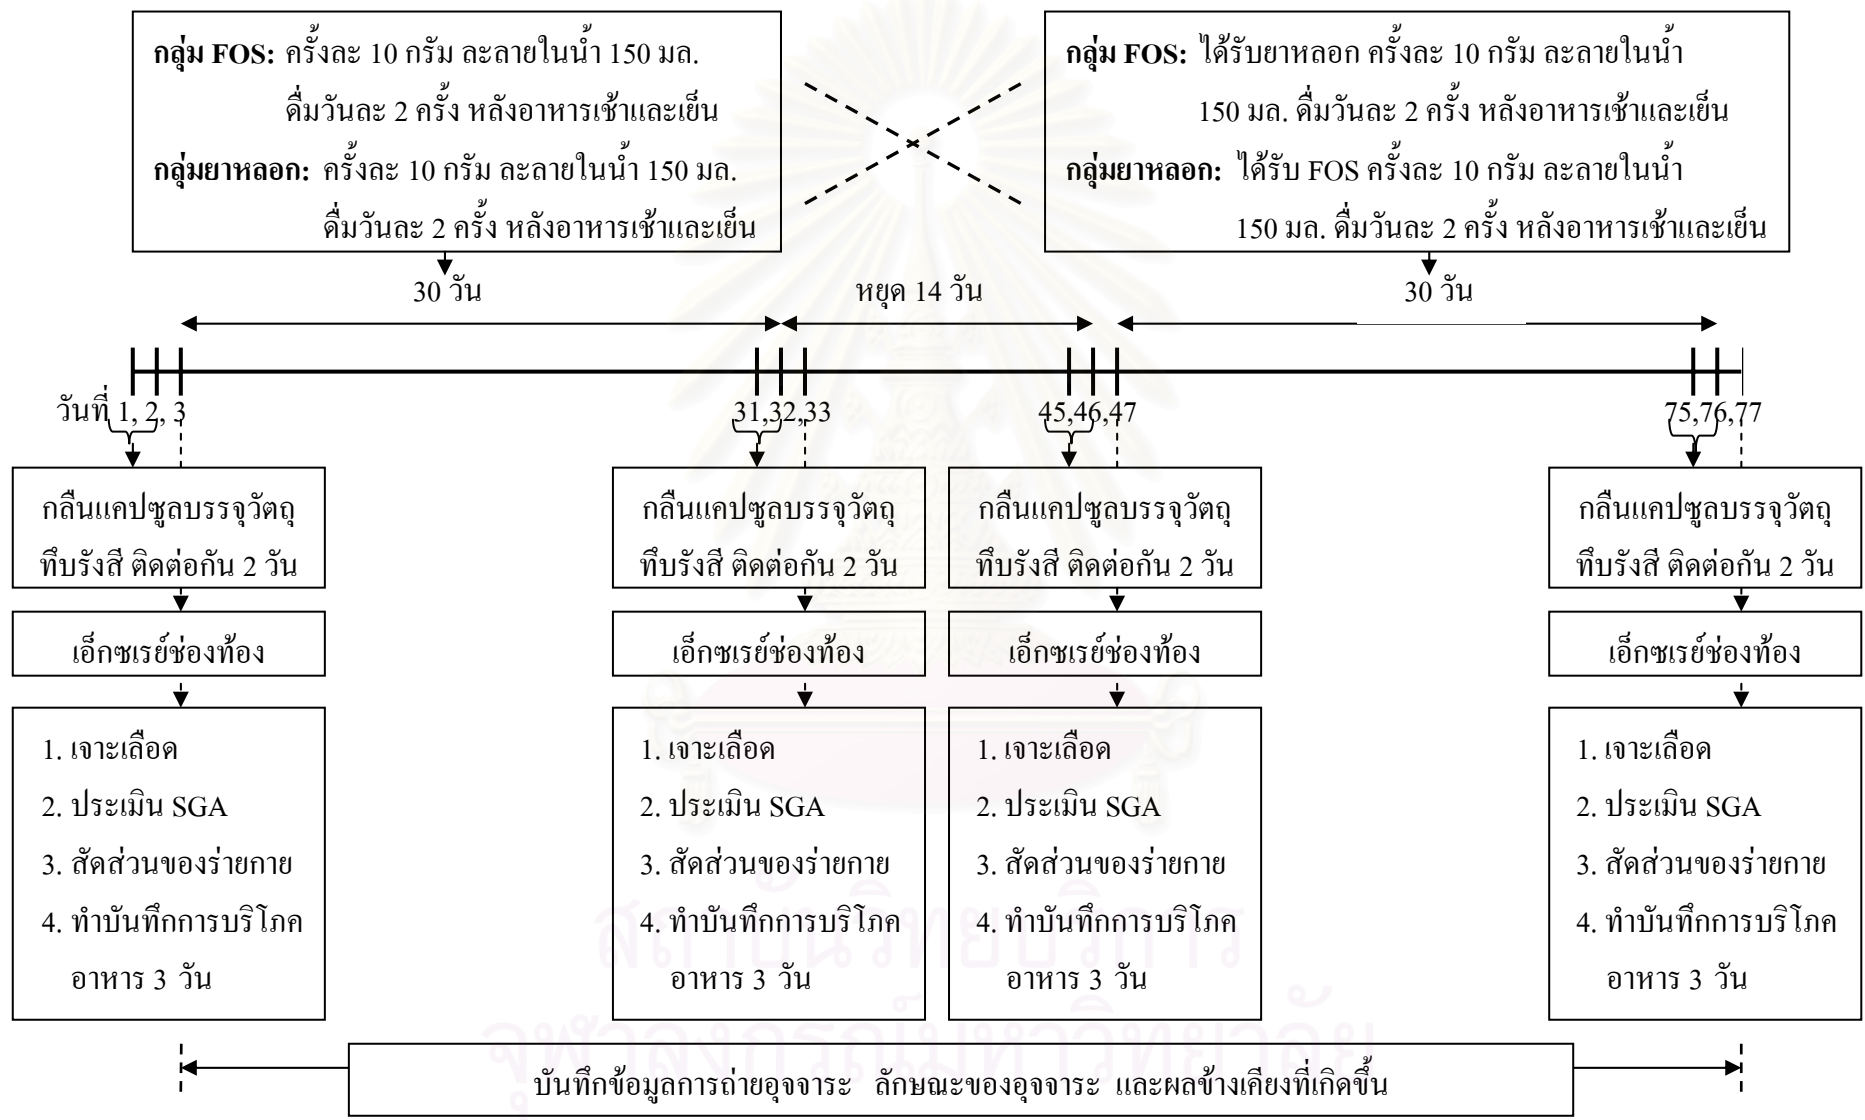 กลุ่ม FOS: ครั้งละ 10 กรัม ละลายในน้ำ 150 มล.
ดื่มวันละ 2 ครั้ง หลังอาหารเช้าและเย็น
กลุ่มยาหลอก: ครั้งละ 10 กรัม ละลายในน้ำ 150 มล.
ดื่มวันละ 2 ครั้ง หลังอาหารเช้าและเย็น
กลุ่ม FOS: ได้รับยาหลอก ครั้งละ 10 กรัม ละลายในน้ำ
150 มล. ดื่มวันละ 2 ครั้ง หลังอาหารเช้าและเย็น
กลุ่มยาหลอก: ได้รับ FOS ครั้งละ 10 กรัม ละลายในน้ำ
150 มล. ดื่มวันละ 2 ครั้ง หลังอาหารเช้าและเย็น
30 วัน
หยุด 14 วัน
30 วัน
วันที่ 1, 2, 3
31,32,33
45,46,47
75,76,77
กลืนแคปซูลบรรจุวัตถุ
ทึบรังสี ติดต่อกัน 2 วัน
เอ็กซเรย์ช่องท้อง
1. เจาะเลือด
2. ประเมิน SGA
3. สัดส่วนของร่ายกาย
4. ทำบันทึกการบริโภค
อาหาร 3 วัน
กลืนแคปซูลบรรจุวัตถุ
ทึบรังสี ติดต่อกัน 2 วัน
เอ็กซเรย์ช่องท้อง
1. เจาะเลือด
2. ประเมิน SGA
3. สัดส่วนของร่ายกาย
4. ทำบันทึกการบริโภค
อาหาร 3 วัน
กลืนแคปซูลบรรจุวัตถุ
ทึบรังสี ติดต่อกัน 2 วัน
เอ็กซเรย์ช่องท้อง
1. เจาะเลือด
2. ประเมิน SGA
3. สัดส่วนของร่ายกาย
4. ทำบันทึกการบริโภค
อาหาร 3 วัน
กลืนแคปซูลบรรจุวัตถุ
ทึบรังสี ติดต่อกัน 2 วัน
เอ็กซเรย์ช่องท้อง
1. เจาะเลือด
2. ประเมิน SGA
3. สัดส่วนของร่ายกาย
4. ทำบันทึกการบริโภค
อาหาร 3 วัน
สถาบันวิทยบริการ
จุฬาลงกรณ์มหาวิทยาลัย
บันทึกข้อมูลการถ่ายอุจจาระ ลักษณะของอุจจาระ และผลข้างเคียงที่เกิดขึ้น